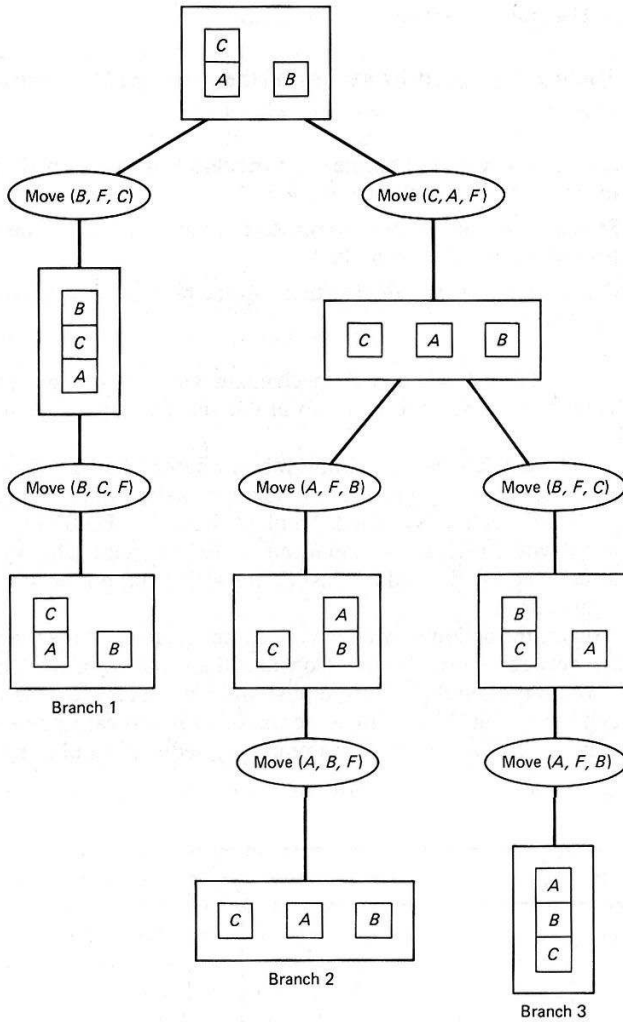 C
A B
Move (B, F, C) Move (C, A, F)
B
C
A
C A B
Move (B, C, F) Move (A, F, B) Move (B, F, C)
C A B
A B C B C A
Branch 1
Move (A, B, F) Move (A, F, B)
A
C A B B
C
Branch 2
Branch 3